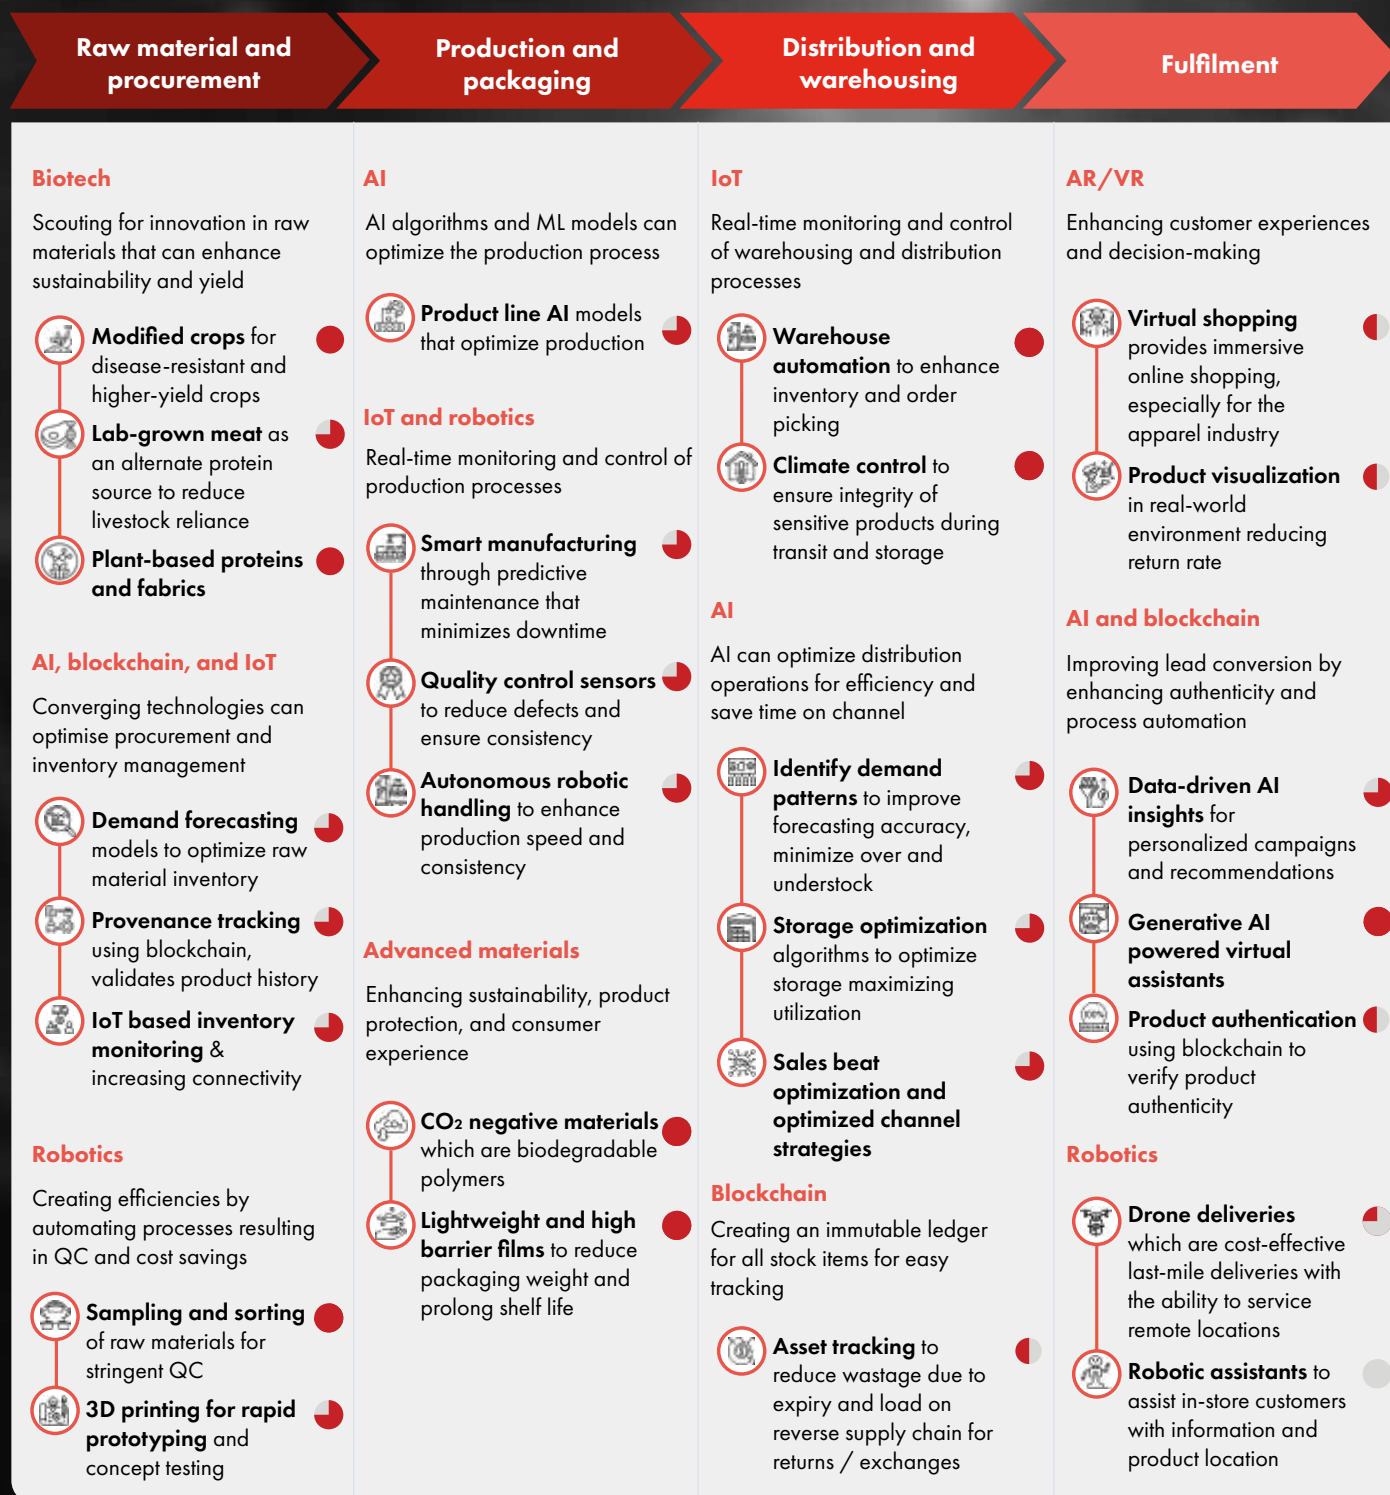 Raw material and
procurement
Production and
packaging
Distribution and
warehousing
Fulfilment
Biotech
Scouting for innovation in raw
materials that can enhance
sustainability and yield
Modified crops for
disease-resistant and
higher-yield crops
Lab-grown meat as
an alternate protein
source to reduce
livestock reliance
Plant-based proteins
and fabrics
AI, blockchain, and IoT
Converging technologies can
optimise procurement and
inventory management
Demand forecasting
models to optimize raw
material inventory
Provenance tracking
using blockchain,
validates product history
IoT based inventory
monitoring &
increasing connectivity
Robotics
Creating efficiencies by
automating processes resulting
in QC and cost savings
Sampling and sorting
of raw materials for
stringent QC
3D printing for rapid
prototyping and
concept testing
AI
AI algorithms and ML models can
optimize the production process
Product line AI models
that optimize production
IoT and robotics
Real-time monitoring and control of
production processes
Smart manufacturing
through predictive
maintenance that
minimizes downtime
Quality control sensors
to reduce defects and
ensure consistency
Autonomous robotic
handling to enhance
production speed and
consistency
Advanced materials
Enhancing sustainability, product
protection, and consumer
experience
CO2 negative materials
which are biodegradable
polymers
Lightweight and high
barrier films to reduce
packaging weight and
prolong shelf life
IoT
Real-time monitoring and control
of warehousing and distribution
processes
Warehouse
automation to enhance
inventory and order
picking
Climate control to
ensure integrity of
sensitive products during
transit and storage
AI
AI can optimize distribution
operations for efficiency and
save time on channel
Identify demand
patterns to improve
forecasting accuracy,
minimize over and
understock
Storage optimization
algorithms to optimize
storage maximizing
utilization
Sales beat
optimization and
optimized channel
strategies
Blockchain
Creating an immutable ledger
for all stock items for easy
tracking
Asset tracking to
reduce wastage due to
expiry and load on
reverse supply chain for
returns / exchanges
AR/VR
Enhancing customer experiences
and decision-making
Virtual shopping
provides immersive
online shopping,
especially for the
apparel industry
Product visualization
in real-world
environment reducing
return rate
AI and blockchain
Improving lead conversion by
enhancing authenticity and
process automation
Data-driven AI
insights for
personalized campaigns
and recommendations
Generative AI
powered virtual
assistants
100%
Product authentication
using blockchain to
verify product
authenticity
Robotics
Drone deliveries
which are cost-effective
last-mile deliveries with
the ability to service
remote locations
Robotic assistants to
assist in-store customers
with information and
product location